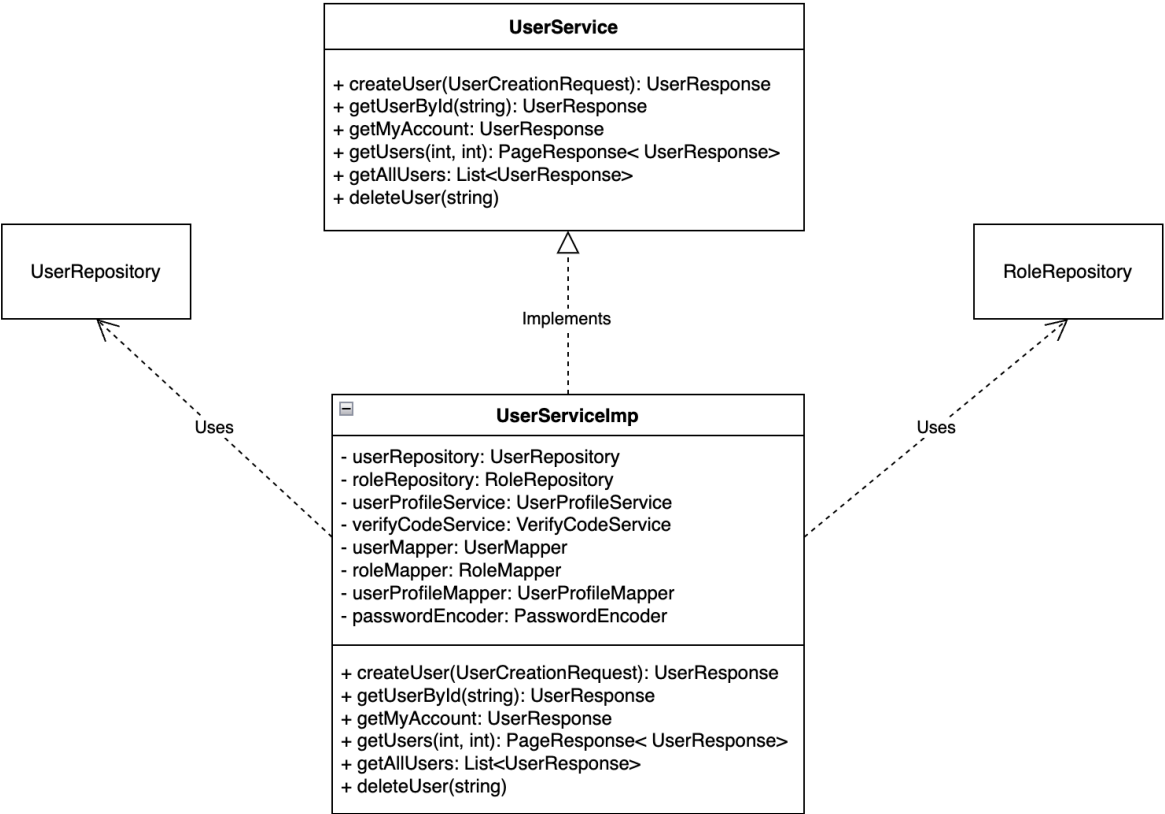 UserService
+ createUser(UserCreationRequest): UserResponse
+ getUserById(string): UserResponse
+ getMyAccount: UserResponse
+ getUsers(int, int): PageResponse< UserResponse>
+ getAllUsers: List<UserResponse>
+ deleteUser(string)
UserRepository
RoleRepository
Implements
Uses
Uses
UserServiceImp
- userRepository: UserRepository
- roleRepository: RoleRepository
- userProfileService: UserProfileService
- verifyCodeService: VerifyCodeService
- userMapper: UserMapper
- roleMapper: RoleMapper
- userProfileMapper: UserProfileMapper
- passwordEncoder: PasswordEncoder
+ createUser(UserCreationRequest): UserResponse
+ getUserById(string): UserResponse
+ getMyAccount: UserResponse
+ getUsers(int, int): PageResponse< UserResponse>
+ getAllUsers: List<UserResponse>
+ deleteUser(string)